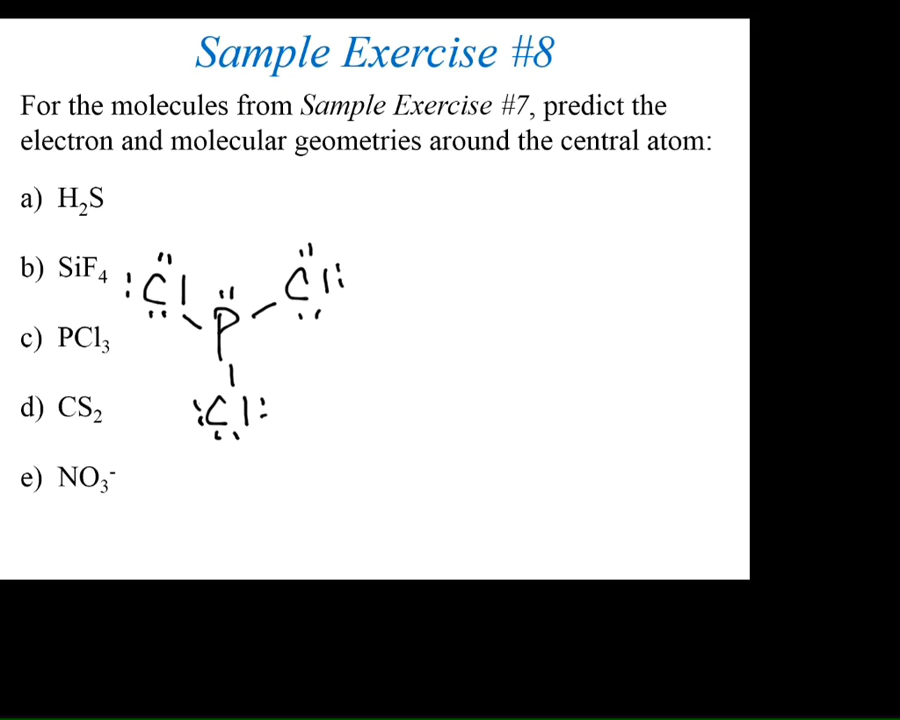 Sample Exercise #8
For the molecules from Sample Exercise #7, predict the
electron and molecular geometries around the central atom:
a) H₂S
b) SiF₄
:Cl
Cl:
P
c) PCl₃
d) CS₂
:Cl:
e) NO₃⁻